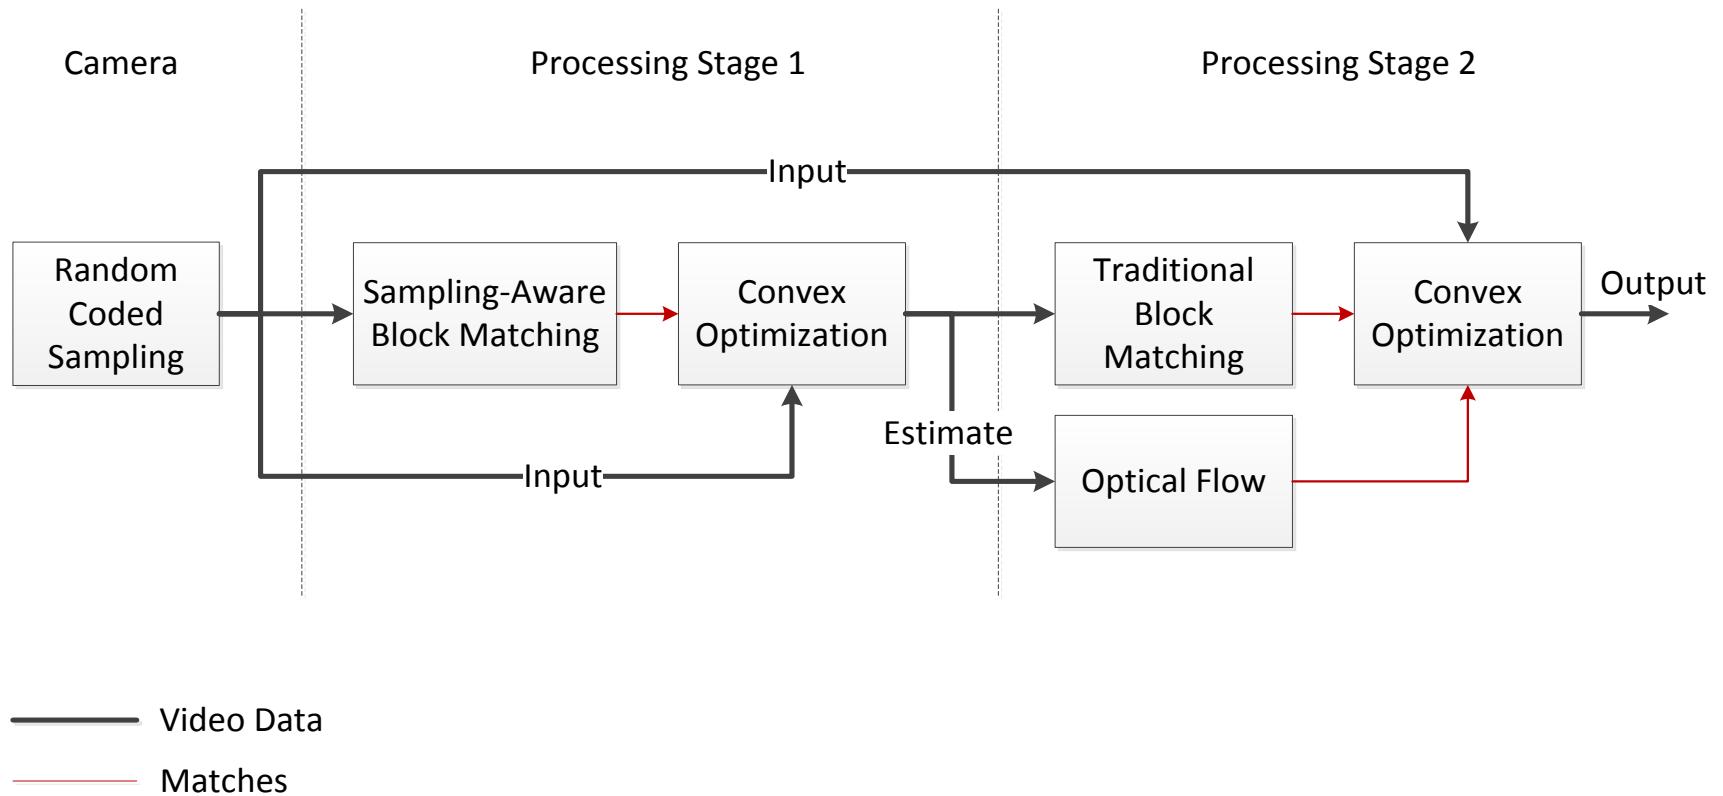 Camera
Processing Stage 1
Processing Stage 2
Input
Random
Coded
Sampling
Sampling-Aware
Block Matching
Convex
Optimization
Traditional
Block
Matching
Convex
Optimization
Output
Estimate
Input
Optical Flow
Video Data
Matches